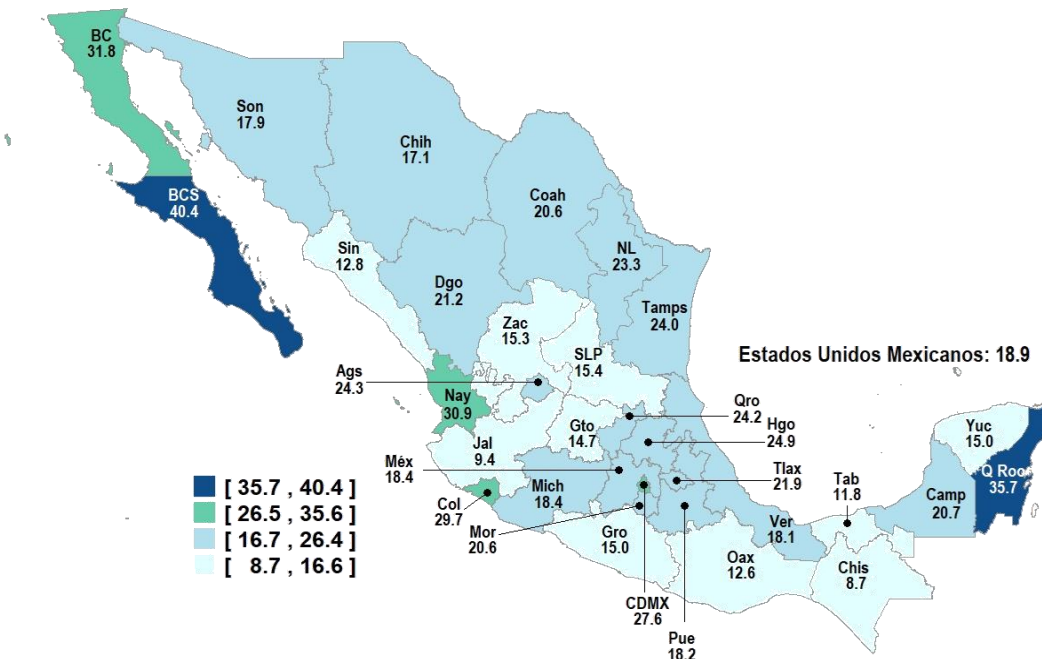 BC
31.8
Son
17.9
Chih
17.1
Coah
20.6
BCS
40.4
Sin
12.8
NL
23.3
Dgo
21.2
Tamps
24.0
Zac
15.3
SLP
15.4
Estados Unidos Mexicanos: 18.9
Ags
24.3
Nay
30.9
Qro
24.2
Gto
14.7
Hgo
24.9
Yuc
15.0
Jal
9.4
Méx
18.4
Tlax
21.9
Tab
11.8
Q Roo
35.7
Mich
18.4
Camp
20.7
Col
29.7
Mor
20.6
Gro
15.0
Ver
18.1
Oax
12.6
Chis
8.7
CDMX
27.6
Pue
18.2
[ 35.7 , 40.4 ]
[ 26.5 , 35.6 ]
[ 16.7 , 26.4 ]
[ 8.7 , 16.6 ]